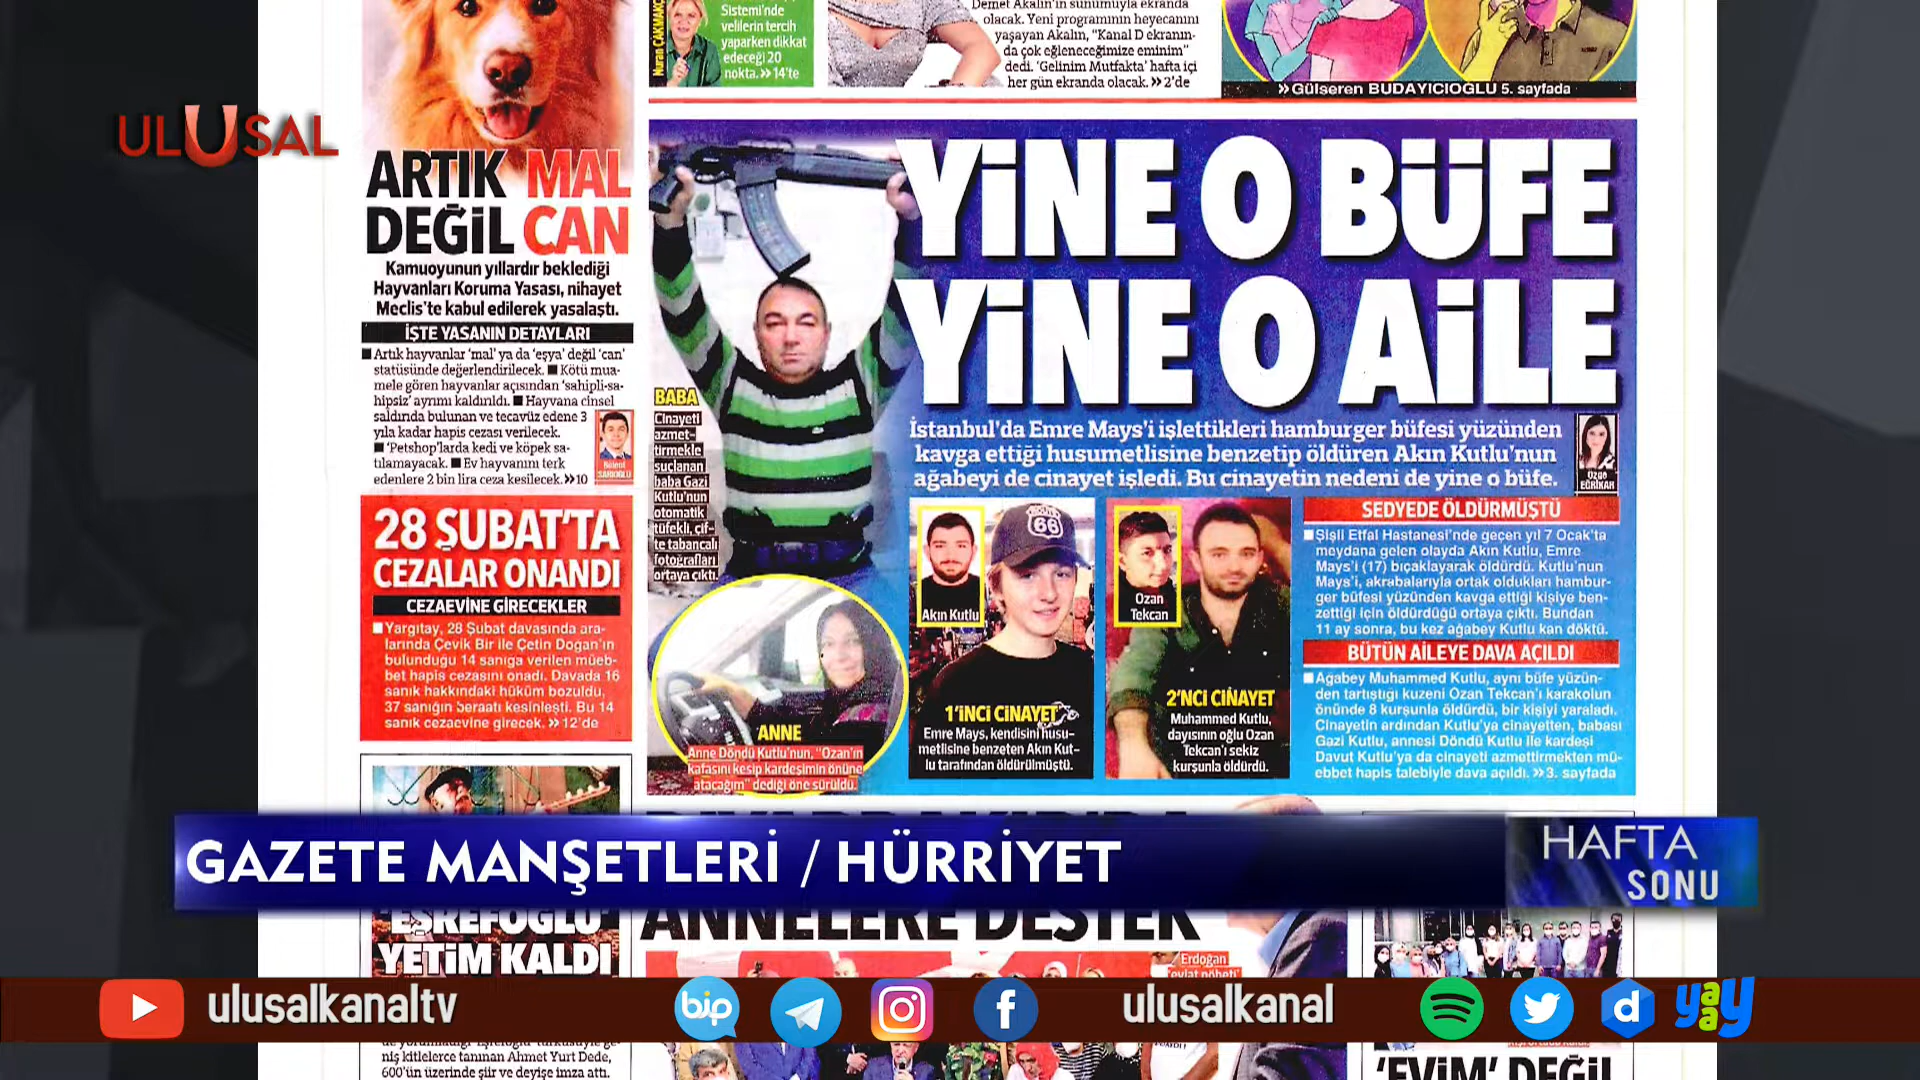 Nuran ÇAKMAKÇI
Sistemi'nde
velilerin tercih
yaparken dikkat
edeceği 20
nokta. » 14'te
Demet Akalın'ın sunumuyla ekranda
olacak. Yeni programının heyecanını
yaşayan Akalın, "Kanal D ekranın-
da çok eğleneceğimize eminim"
dedi. 'Gelinim Mutfakta' hafta içi
her gün ekranda olacak. » 2'de
» Gülseren BUDAYICIOĞLU 5. sayfada
ULUSAL
ARTIK MAL
DEĞİL CAN
Kamuoyunun yıllardır beklediği
Hayvanları Koruma Yasası, nihayet
Meclis'te kabul edilerek yasalaştı.
İŞTE YASANIN DETAYLARI
■ Artık hayvanlar 'mal' ya da 'eşya' değil 'can'
statüsünde değerlendirilecek. ■ Kötü mua-
mele gören hayvanlar açısından 'sahipli-sa-
hipsiz' ayrımı kaldırıldı. ■ Hayvana cinsel
saldırıda bulunan ve tecavüz edene 3
yıla kadar hapis cezası verilecek.
■ 'Petshop'larda kedi ve köpek sa-
tılamayacak. ■ Ev hayvanını terk
edenlere 2 bin lira ceza kesilecek. » 10
28 ŞUBAT'TA
CEZALAR ONANDI
CEZAEVİNE GİRECEKLER
■ Yargıtay, 28 Şubat davasında ara-
larında Çevik Bir ile Çetin Doğan'ın
bulunduğu 14 sanığa verilen müeb-
bet hapis cezasını onadı. Davada 16
sanık hakkındaki hüküm bozuldu,
37 sanığın beraatı kesinleşti. Bu 14
sanık cezaevine girecek. » 12'de
YİNE O BÜFE
YİNE O AİLE
İstanbul'da Emre Mays'i işlettikleri hamburger büfesi yüzünden
kavga ettiği husumetlisine benzetip öldüren Akın Kutlu'nun
ağabeyi de cinayet işledi. Bu cinayetin nedeni de yine o büfe.
Özge
EĞRİKAR
BABA
Cinayeti
azmet-
tirmekle
suçlanan
baba Gazi
Kutlu'nun
otomatik
tüfekli, çif-
te tabancalı
fotoğrafları
ortaya çıktı.
ANNE
Anne Döndü Kutlu'nun, "Ozan'ın
kafasını kesip kardeşimin önüne
atacağım" dediği öne sürüldü.
Akın Kutlu
66
1'İNCİ CİNAYET
Emre Mays, kendisini husu-
metlisine benzeten Akın Kut-
lu tarafından öldürülmüştü.
Ozan
Tekcan
2'NCİ CİNAYET
Muhammed Kutlu,
dayısının oğlu Ozan
Tekcan'ı sekiz
kurşunla öldürdü.
SEDYEDE ÖLDÜRMÜŞTÜ
■ Şişli Etfal Hastanesi'nde geçen yıl 7 Ocak'ta
meydana gelen olayda Akın Kutlu, Emre
Mays'i (17) bıçaklayarak öldürdü. Kutlu'nun
Mays'i, akrabalarıyla ortak oldukları hambur-
ger büfesi yüzünden kavga ettiği kişiye ben-
zettiği için öldürdüğü ortaya çıktı. Bundan
11 ay sonra, bu kez ağabey Kutlu kan döktü.
BÜTÜN AİLEYE DAVA AÇILDI
■ Ağabey Muhammed Kutlu, aynı büfe yüzün-
den tartıştığı kuzeni Ozan Tekcan'ı karakolun
önünde 8 kurşunla öldürdü, bir kişiyi yaraladı.
Cinayetin ardından Kutlu'ya cinayetten, babası
Gazi Kutlu, annesi Döndü Kutlu ile kardeşi
Davut Kutlu'ya da cinayeti azmettirmekten mü-
ebbet hapis talebiyle dava açıldı. » 3. sayfada
GAZETE MANŞETLERİ / HÜRRİYET
HAFTA
SONU
'EŞREFOĞLU'
YETİM KALDI
ANNELERE DESTEK
Erdoğan
'evlat nöbeti'
ulusalkanaltv
bip
ulusalkanal
d
yaay
niş kitlelerce tanınan Ahmet Yurt Dede,
600'ün üzerinde şiir ve deyişe imza attı.
'EVİM' DEĞİL